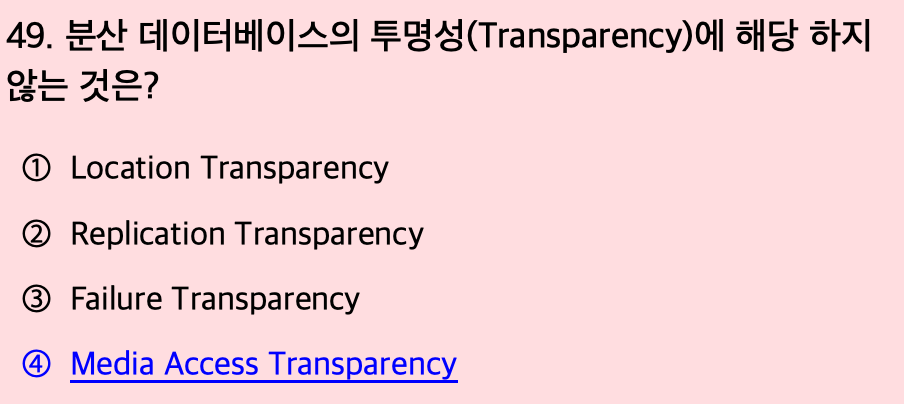 49. 분산 데이터베이스의 투명성(Transparency)에 해당 하지
않는 것은?
① Location Transparency
② Replication Transparency
③ Failure Transparency
④ Media Access Transparency